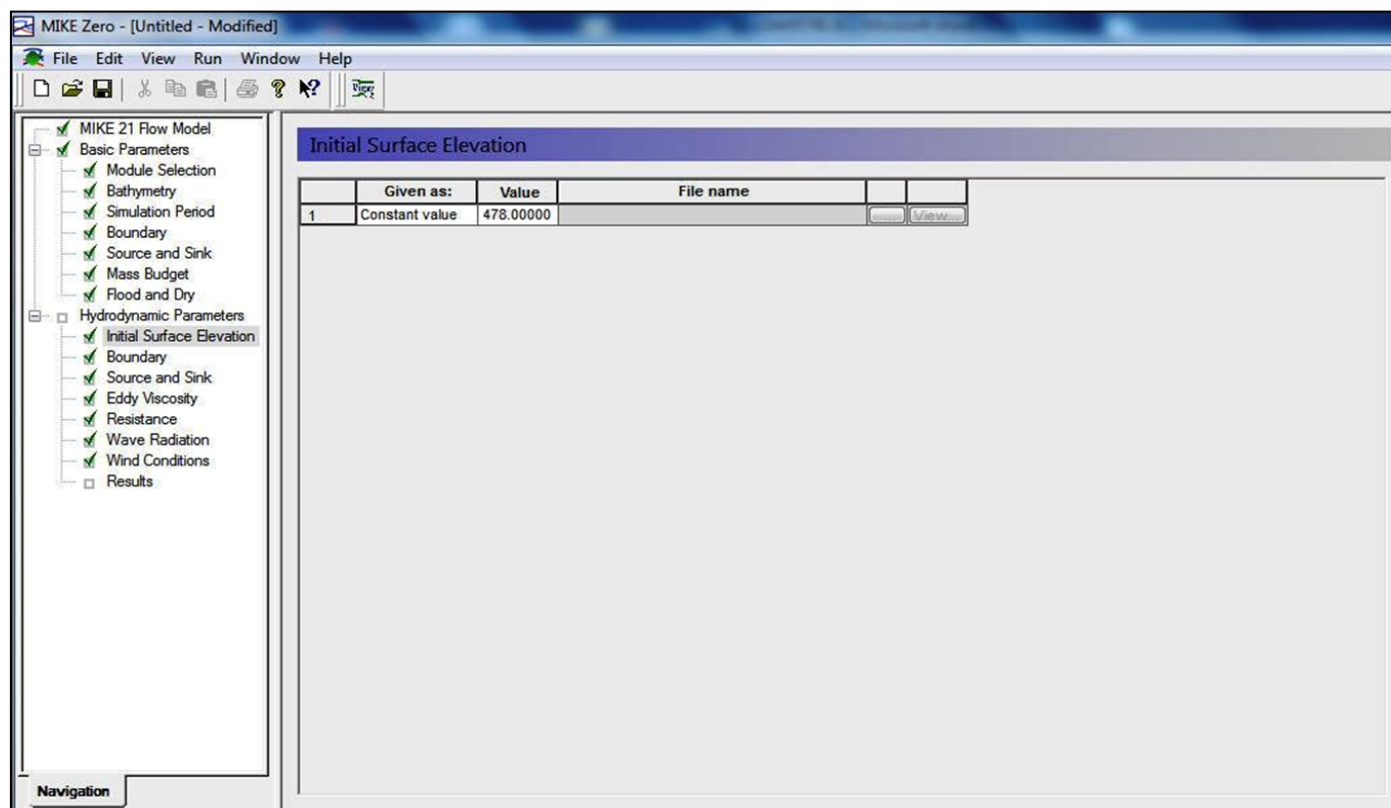 MIKE Zero - [Untitled - Modified]
File Edit View Run Window Help
View
MIKE 21 Flow Model
Basic Parameters
Module Selection
Bathymetry
Simulation Period
Boundary
Source and Sink
Mass Budget
Flood and Dry
Hydrodynamic Parameters
Initial Surface Elevation
Boundary
Source and Sink
Eddy Viscosity
Resistance
Wave Radiation
Wind Conditions
Results
Navigation
Initial Surface Elevation
Given as: Value File name
1 Constant value 478.00000 ...... View...